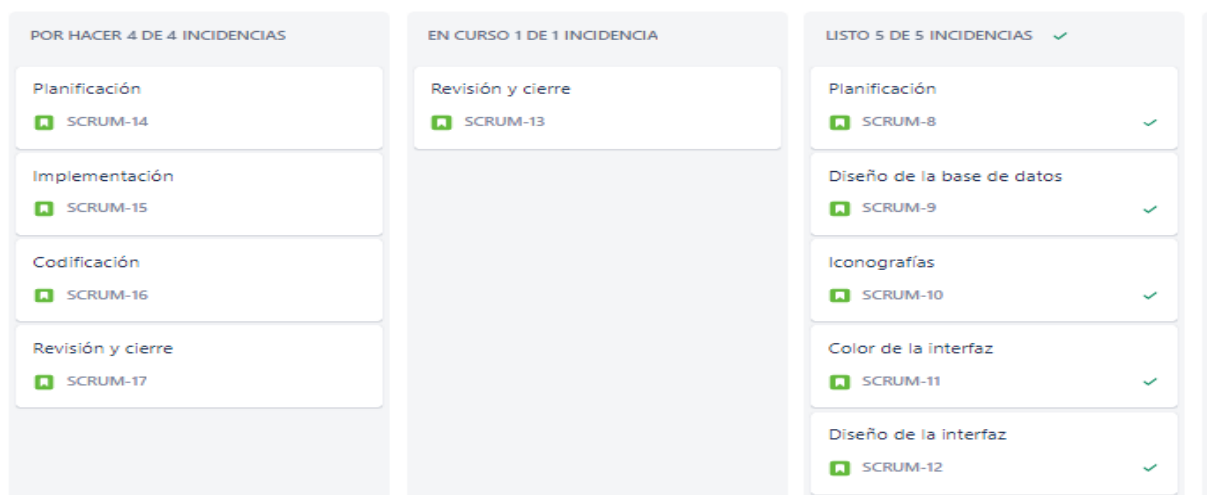 POR HACER 4 DE 4 INCIDENCIAS
Planificación
SCRUM-14
Implementación
SCRUM-15
Codificación
SCRUM-16
Revisión y cierre
SCRUM-17
EN CURSO 1 DE 1 INCIDENCIA
Revisión y cierre
SCRUM-13
LISTO 5 DE 5 INCIDENCIAS
Planificación
SCRUM-8
Diseño de la base de datos
SCRUM-9
Iconografías
SCRUM-10
Color de la interfaz
SCRUM-11
Diseño de la interfaz
SCRUM-12